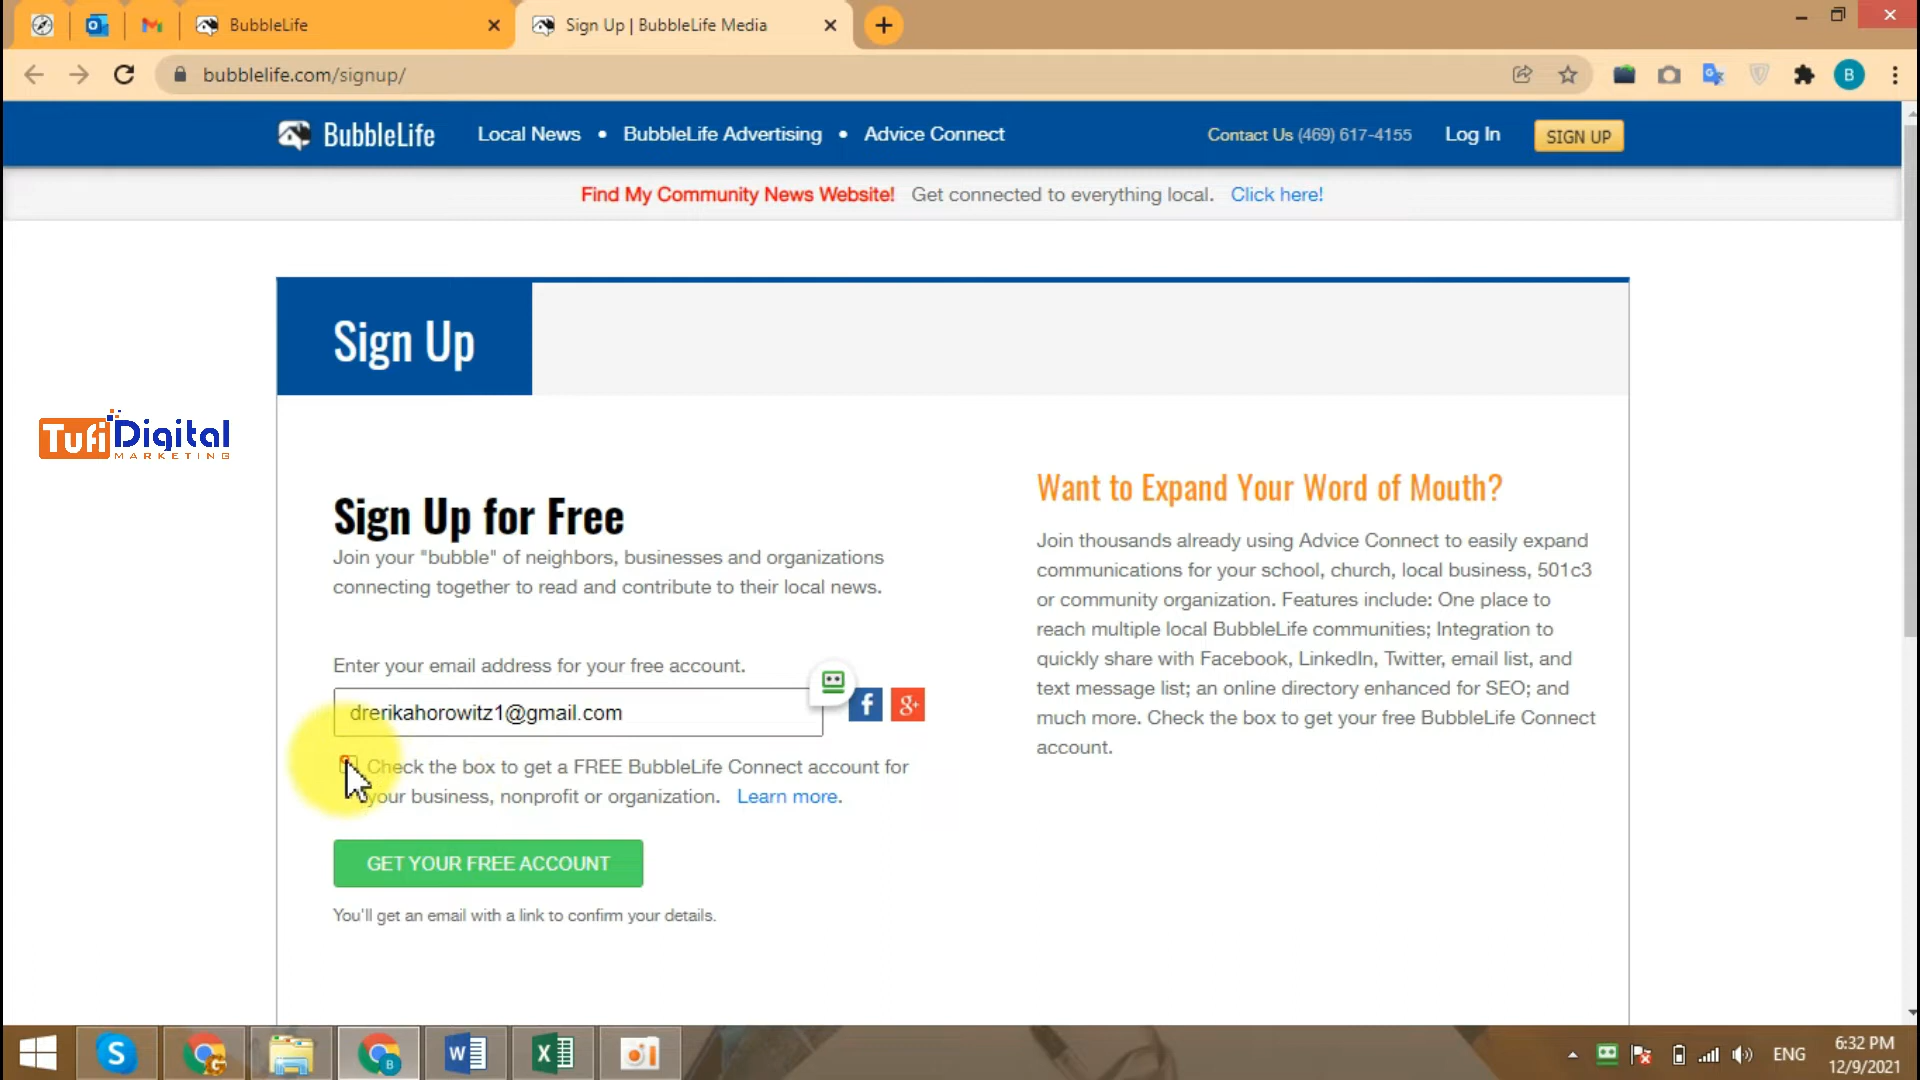 BubbleLife
Sign Up | BubbleLife Media
bubblelife.com/signup/
B
BubbleLife
Local News • BubbleLife Advertising • Advice Connect
Contact Us (469) 617-4155
Log In
SIGN UP
Find My Community News Website! Get connected to everything local. Click here!
Sign Up
Tufi Digital
MARKETING
Sign Up for Free
Join your "bubble" of neighbors, businesses and organizations
connecting together to read and contribute to their local news.
Enter your email address for your free account.
drerikahorowitz1@gmail.com
Check the box to get a FREE BubbleLife Connect account for
your business, nonprofit or organization. Learn more.
GET YOUR FREE ACCOUNT
You'll get an email with a link to confirm your details.
Want to Expand Your Word of Mouth?
Join thousands already using Advice Connect to easily expand
communications for your school, church, local business, 501c3
or community organization. Features include: One place to
reach multiple local BubbleLife communities; Integration to
quickly share with Facebook, LinkedIn, Twitter, email list, and
text message list; an online directory enhanced for SEO; and
much more. Check the box to get your free BubbleLife Connect
account.
ENG
6:32 PM
12/9/2021